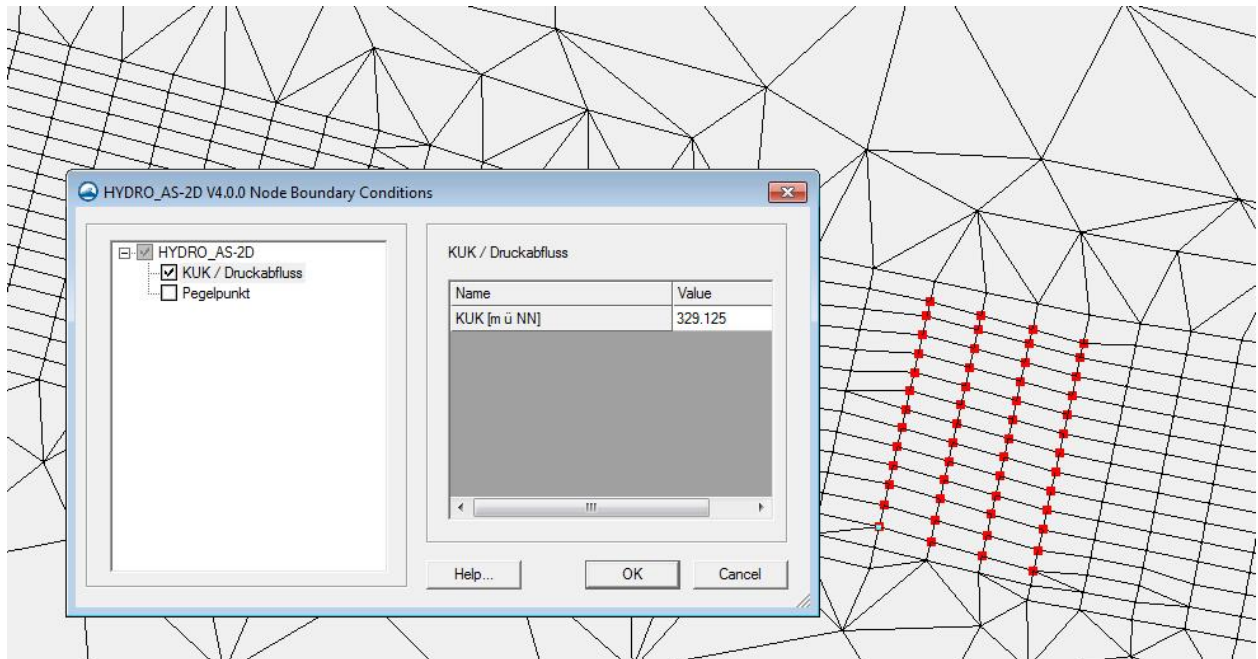 HYDRO_AS-2D V4.0.0 Node Boundary Conditions
HYDRO_AS-2D
KUK / Druckabfluss
Pegelpunkt
KUK / Druckabfluss
Name Value
KUK [m ü NN] 329.125
Help... OK Cancel